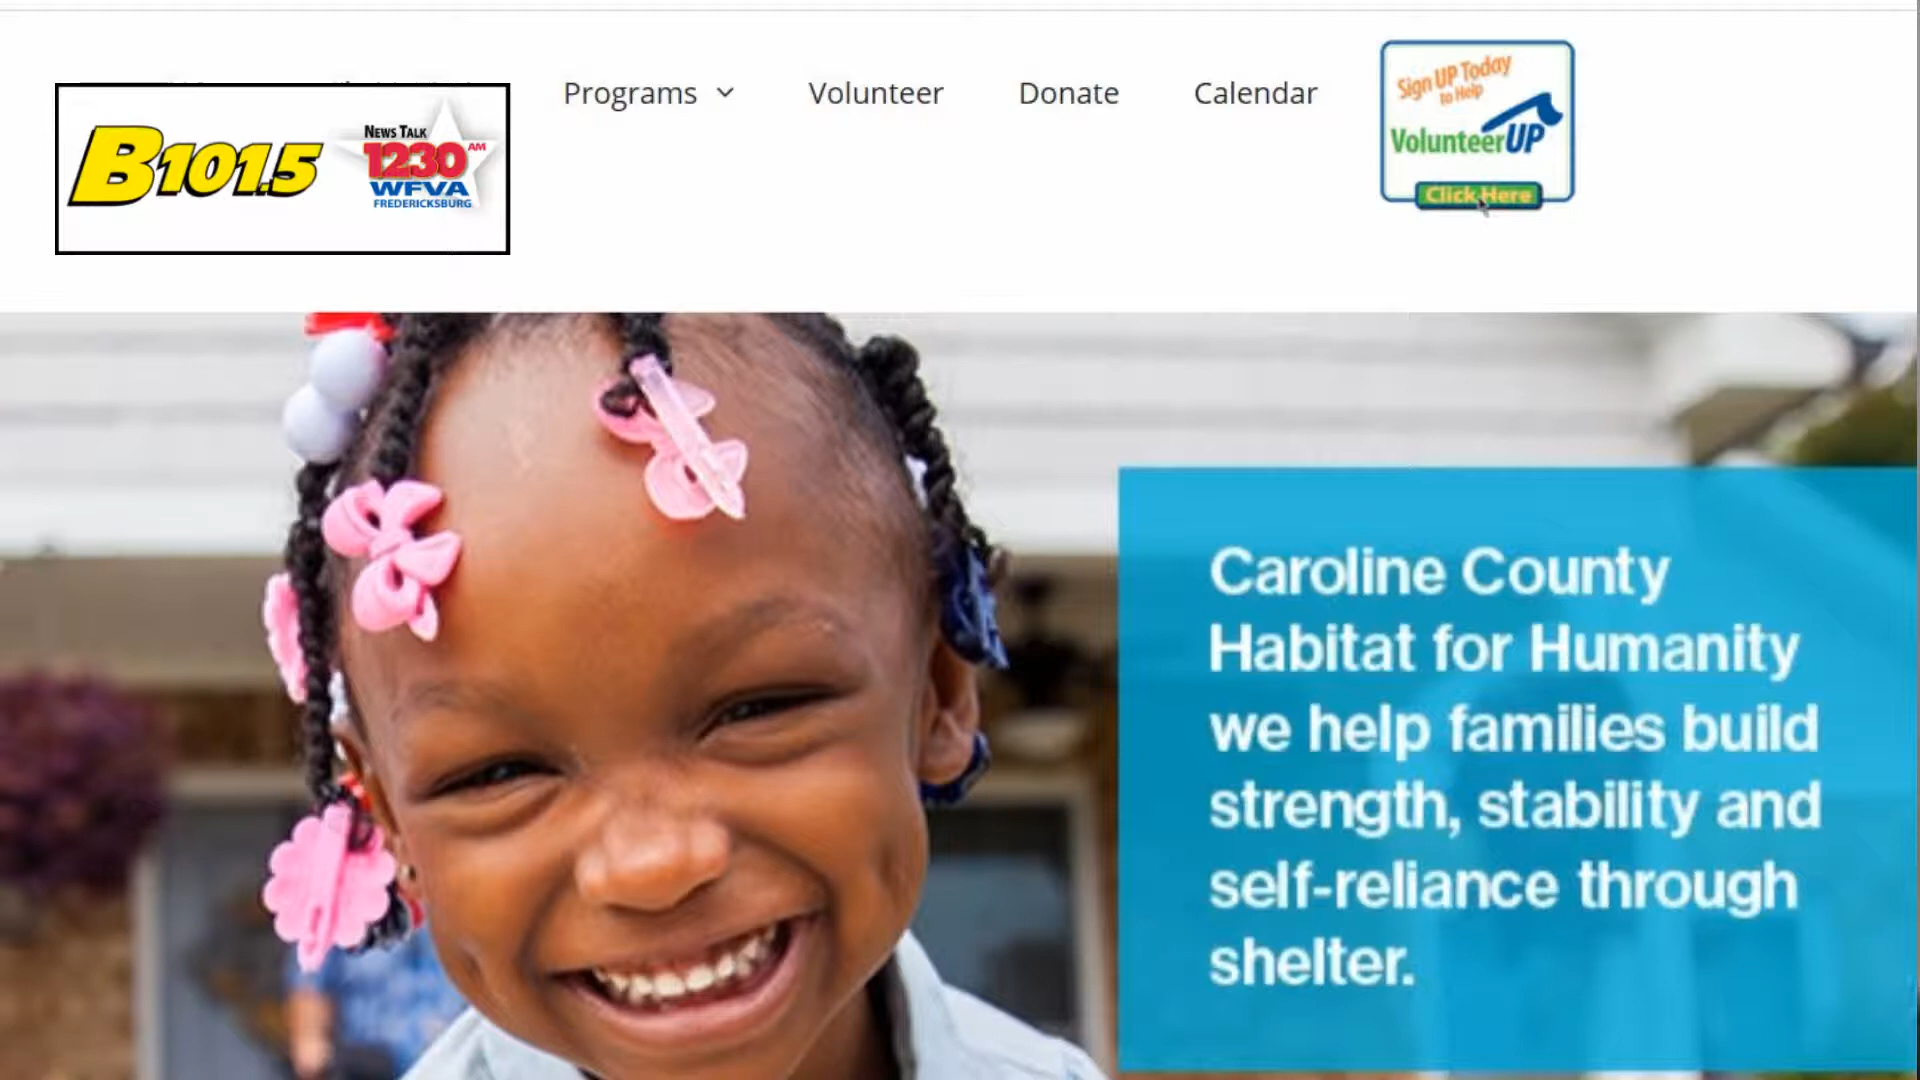 Programs
Volunteer
Donate
Calendar
Sign UP Today
to Help
VolunteerUP
Click Here
B101.5
NEWS TALK
1230 AM
WFVA
FREDERICKSBURG
Caroline County
Habitat for Humanity
we help families build
strength, stability and
self-reliance through
shelter.